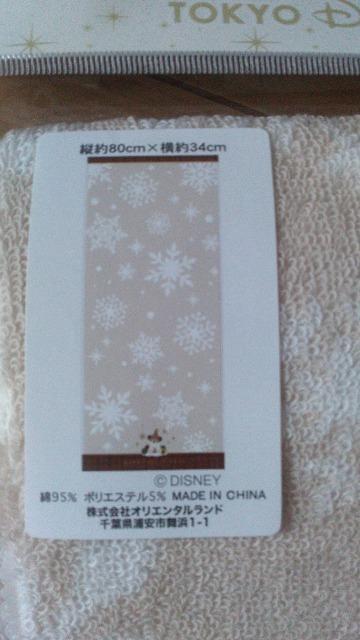 TOKYO D
縦約80cm×横約34cm
©DISNEY
綿95% ポリエステル5% MADE IN CHINA
株式会社オリエンタルランド
千葉県浦安市舞浜1-1